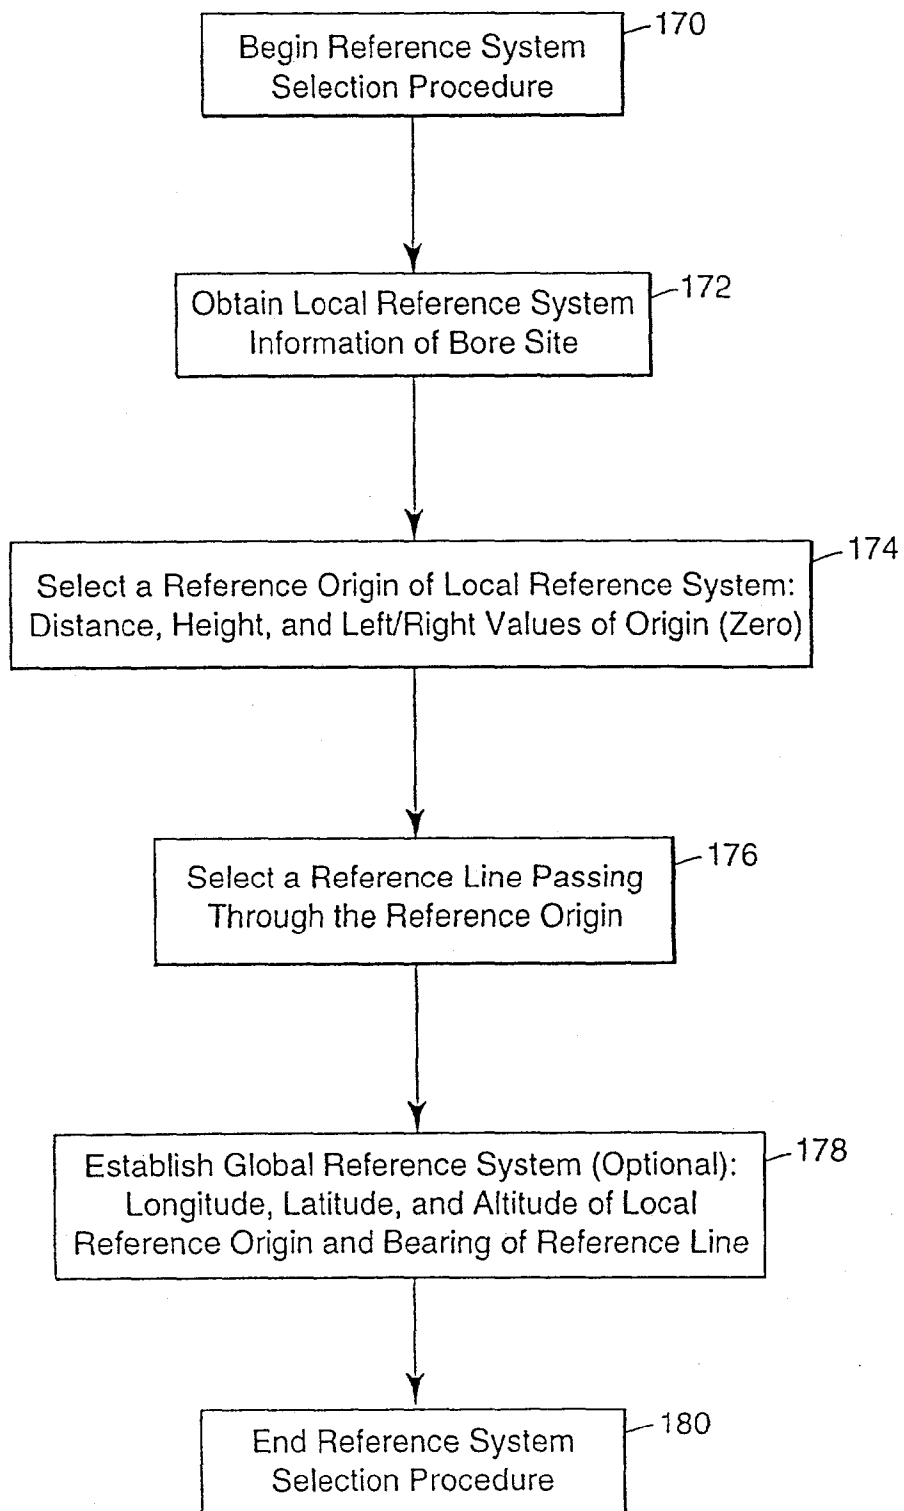 Begin Reference System
Selection Procedure
170
Obtain Local Reference System
Information of Bore Site
172
Select a Reference Origin of Local Reference System:
Distance, Height, and Left/Right Values of Origin (Zero)
174
Select a Reference Line Passing
Through the Reference Origin
176
Establish Global Reference System (Optional):
Longitude, Latitude, and Altitude of Local
Reference Origin and Bearing of Reference Line
178
End Reference System
Selection Procedure
180